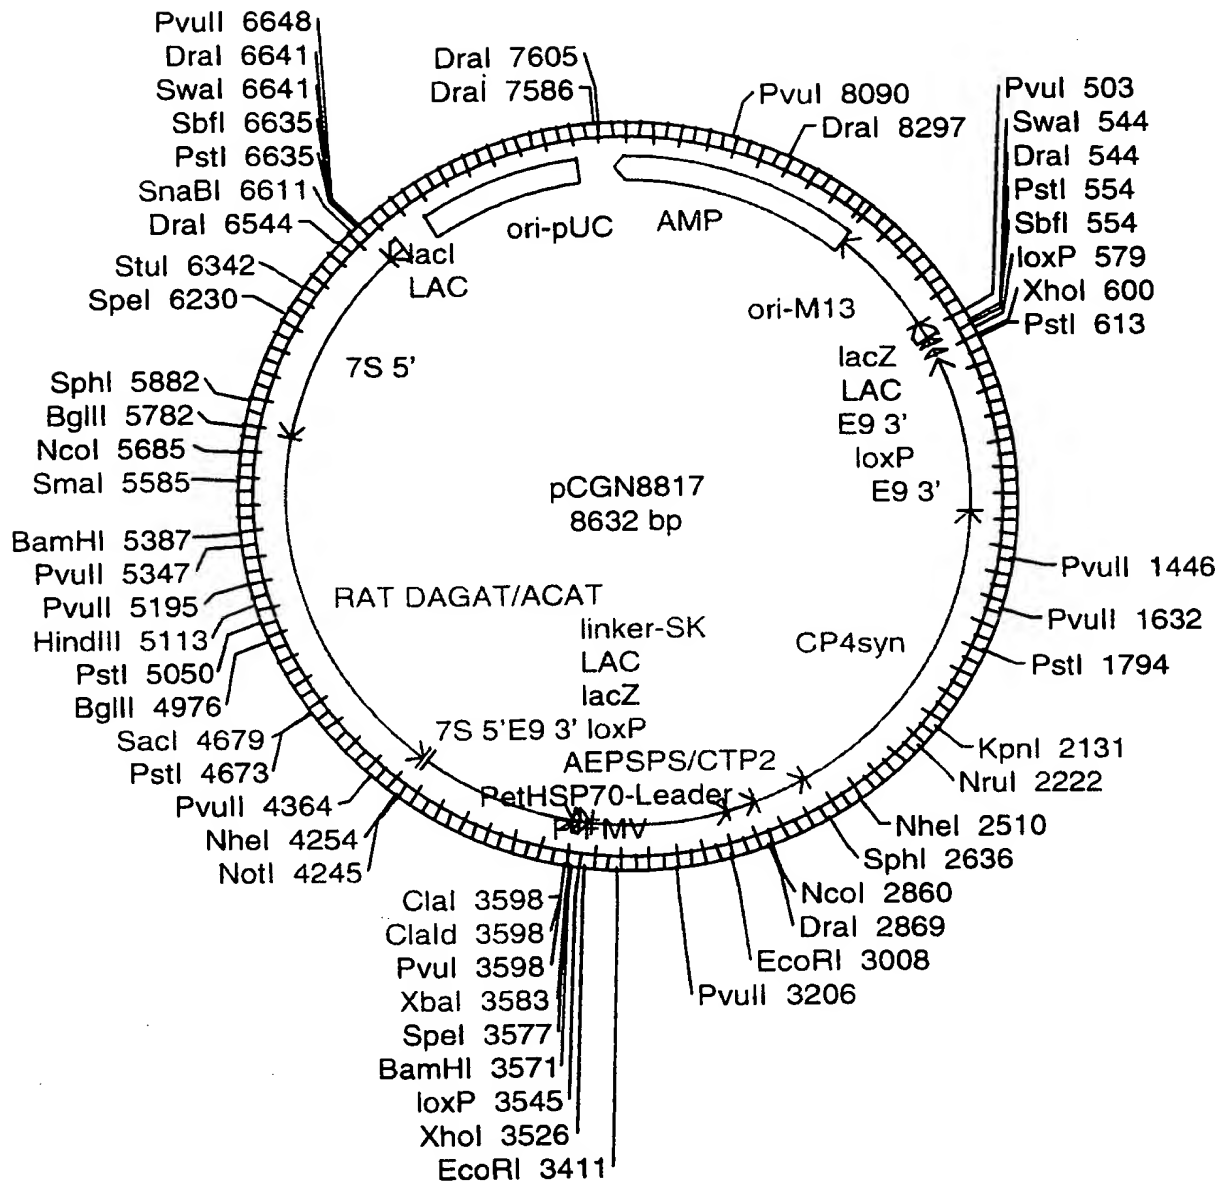 PvuII 6648
DraI 6641
SwaI 6641
SbfI 6635
PstI 6635
SnaBI 6611
DraI 6544
StuI 6342
SpeI 6230
SphI 5882
BglII 5782
NcoI 5685
SmaI 5585
BamHI 5387
PvuII 5347
PvuII 5195
HindIII 5113
PstI 5050
BglII 4976
SacI 4679
PstI 4673
PvuII 4364
NheI 4254
NotI 4245
DraI 7605
DraI 7586
PvuI 8090
DraI 8297
PvuI 503
SwaI 544
DraI 544
PstI 554
SbfI 554
loxP 579
XhoI 600
PstI 613
ori-pUC
AMP
lacI
LAC
ori-M13
lacZ
LAC
E9 3'
loxP
E9 3'
7S 5'
pCGN8817
8632 bp
RAT DAGAT/ACAT
linker-SK
LAC
lacZ
7S 5'E9 3' loxP
AEPSPS/CTP2
PetHSP70-Leader
CP4syn
PvuII 1446
PvuII 1632
PstI 1794
KpnI 2131
NruI 2222
NheI 2510
SphI 2636
NcoI 2860
DraI 2869
EcoRI 3008
PvuII 3206
ClaI 3598
ClaId 3598
PvuI 3598
XbaI 3583
SpeI 3577
BamHI 3571
loxP 3545
XhoI 3526
EcoRI 3411